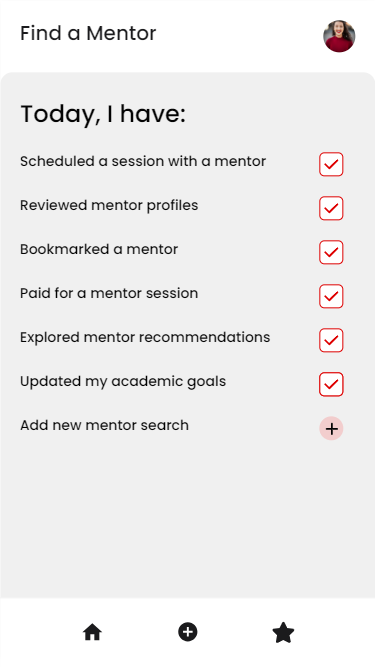 Find a Mentor
Today, I have:
Scheduled a session with a mentor
Reviewed mentor profiles
Bookmarked a mentor
Paid for a mentor session
Explored mentor recommendations
Updated my academic goals
Add new mentor search